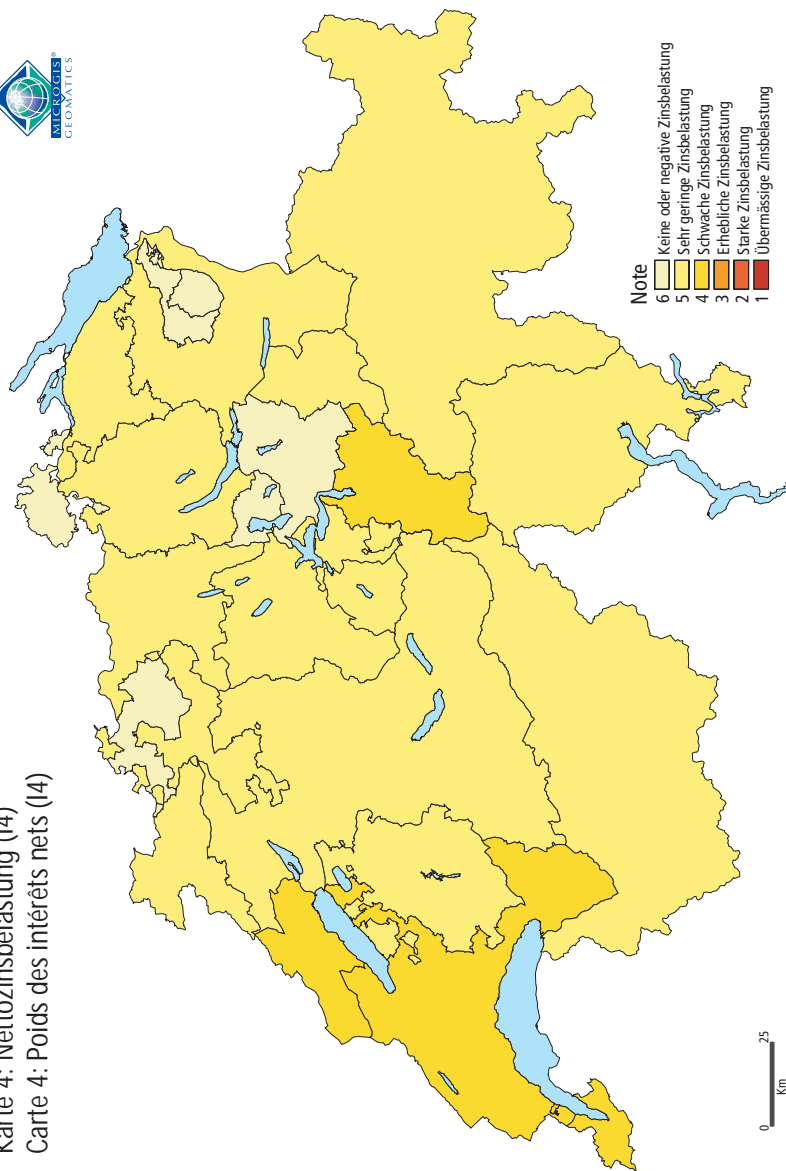 Karte 4: Nettozinsbelastung (I4)
Carte 4: Poids des intérêts nets (I4)
MICROGIS®
GEOMATICS
Note
6 Keine oder negative Zinsbelastung
5 Sehr geringe Zinsbelastung
4 Schwache Zinsbelastung
3 Erhebliche Zinsbelastung
2 Starke Zinsbelastung
1 Übermässige Zinsbelastung
0 25
Km